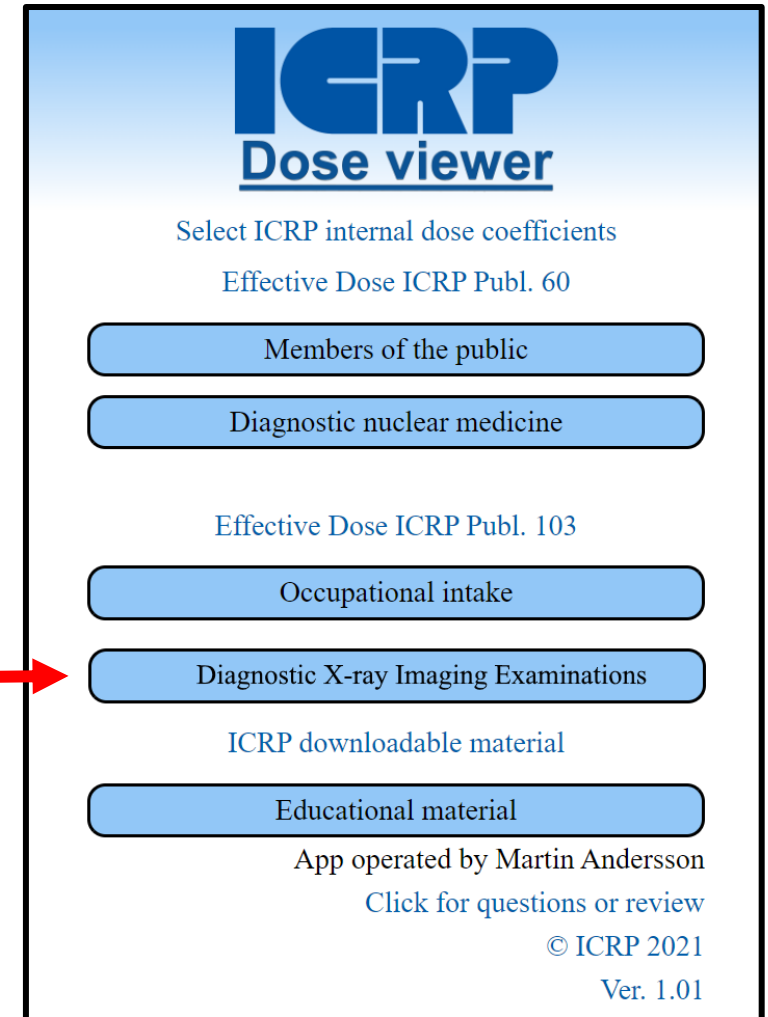 ICRP
Dose viewer
Select ICRP internal dose coefficients
Effective Dose ICRP Publ. 60
Members of the public
Diagnostic nuclear medicine
Effective Dose ICRP Publ. 103
Occupational intake
Diagnostic X-ray Imaging Examinations
ICRP downloadable material
Educational material
App operated by Martin Andersson
Click for questions or review
© ICRP 2021
Ver. 1.01